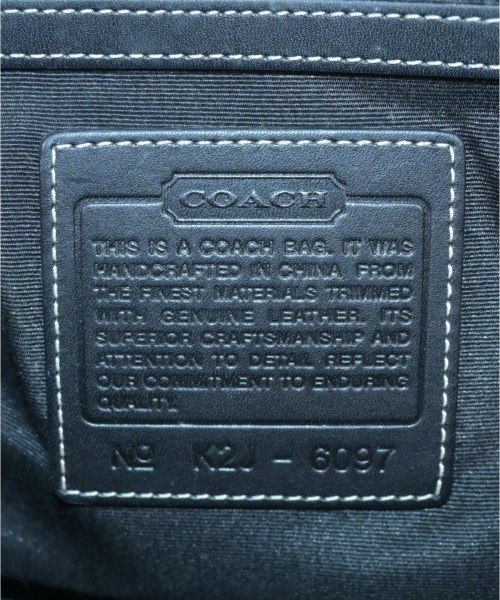 COACH
THIS IS A COACH BAG. IT WAS
HANDCRAFTED IN CHINA FROM
THE FINEST MATERIALS TRIMMED
WITH GENUINE LEATHER. ITS
SUPERIOR CRAFTSMANSHIP AND
ATTENTION TO DETAIL REFLECT
OUR COMMITMENT TO ENDURING
QUALITY.
No K2J - 6097